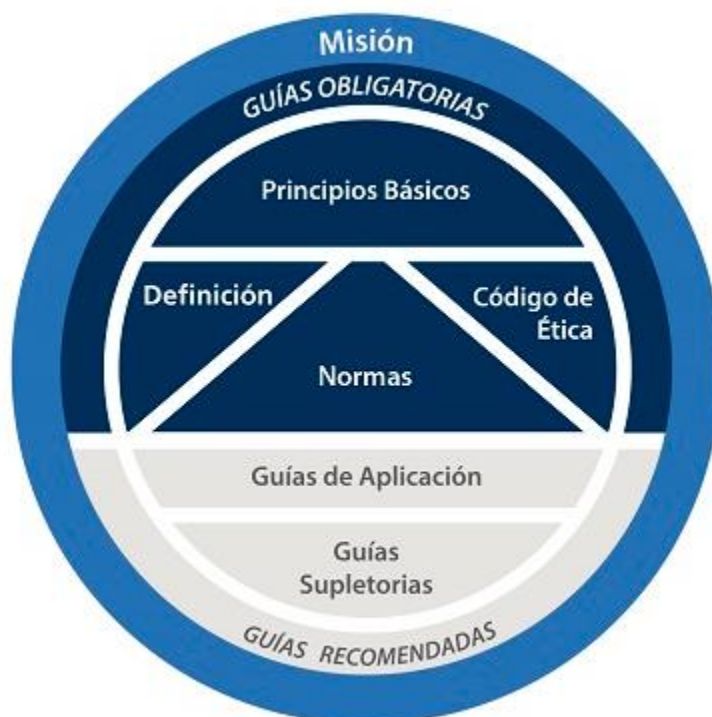 Misión
GUÍAS OBLIGATORIAS
Principios Básicos
Definición
Código de
Ética
Normas
Guías de Aplicación
Guías
Supletorias
GUÍAS RECOMENDADAS